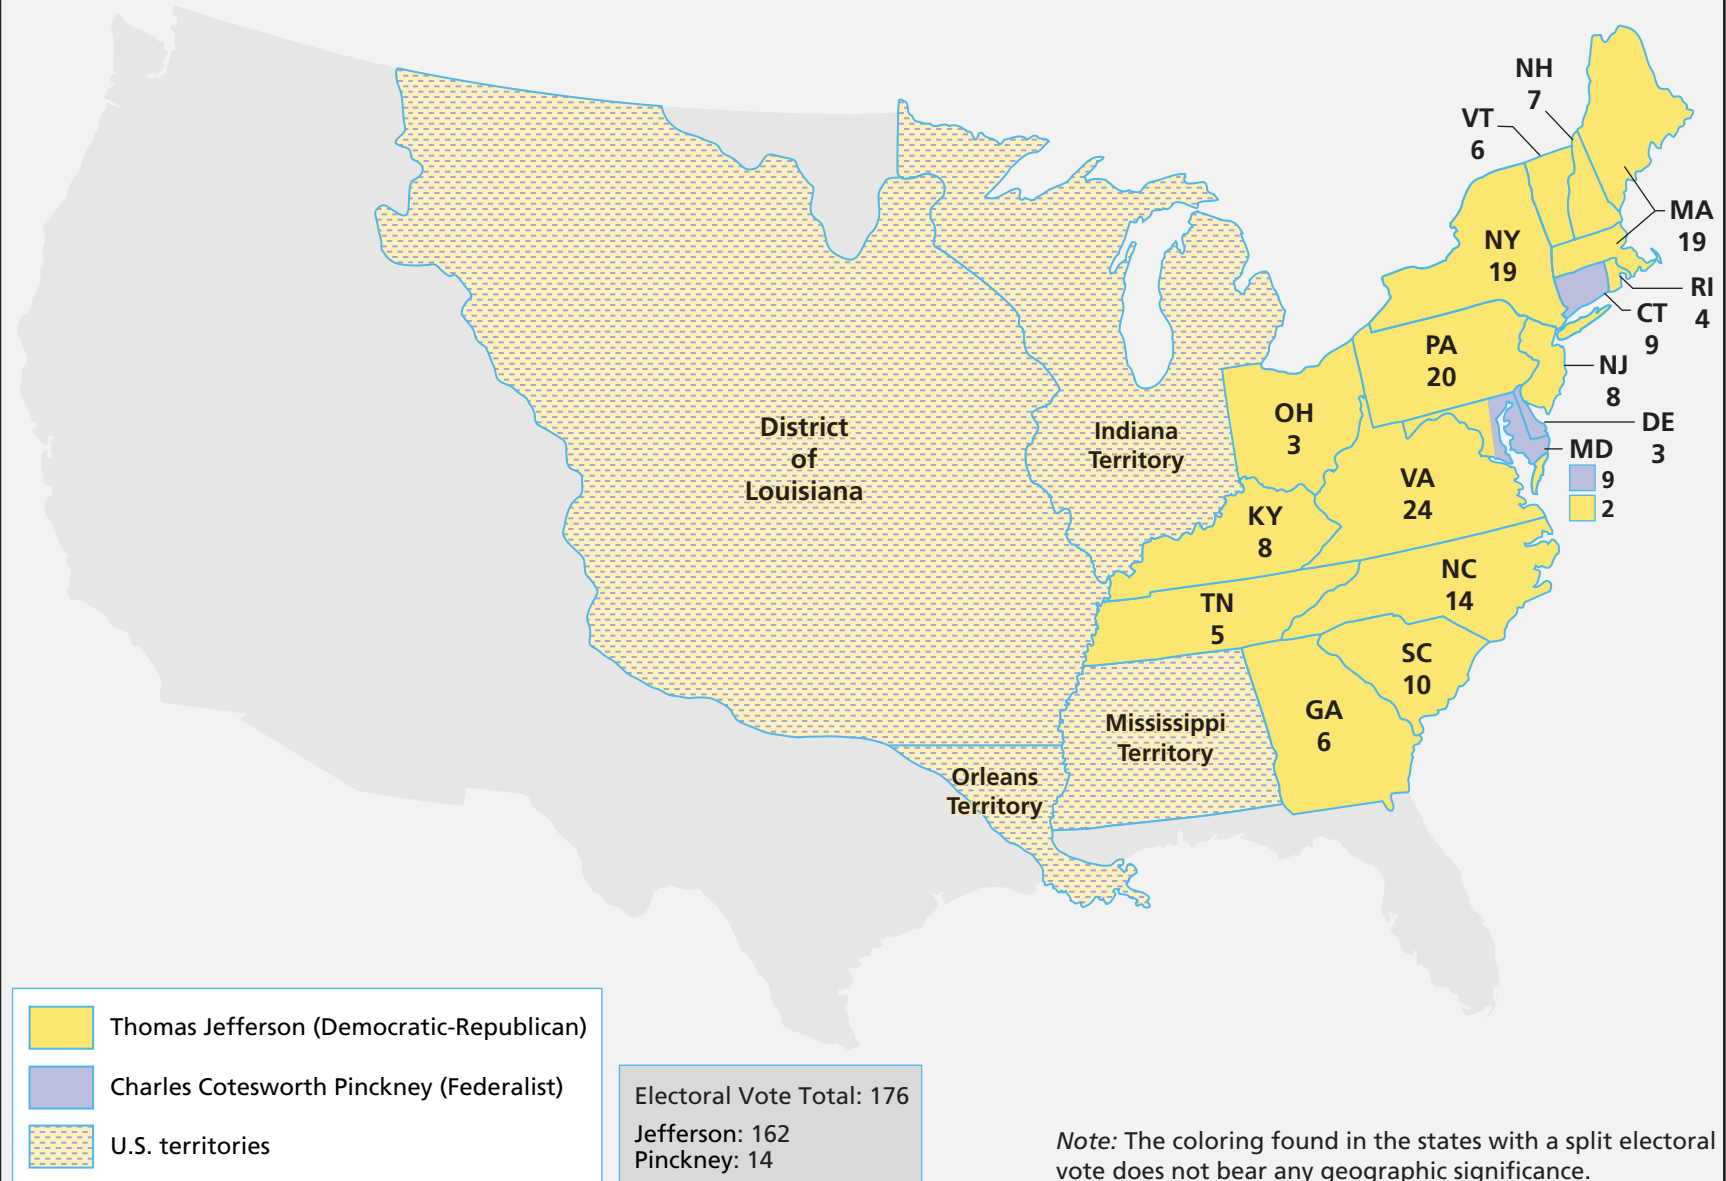 NH
7
VT
6
MA
19
NY
19
RI
4
CT
9
PA
20
NJ
8
OH
3
DE
3
MD
9
2
District
of
Louisiana
Indiana
Territory
VA
24
KY
8
NC
14
TN
5
SC
10
GA
6
Mississippi
Territory
Orleans
Territory
Thomas Jefferson (Democratic-Republican)
Charles Cotesworth Pinckney (Federalist)
U.S. territories
Electoral Vote Total: 176
Jefferson: 162
Pinckney: 14
Note: The coloring found in the states with a split electoral
vote does not bear any geographic significance.